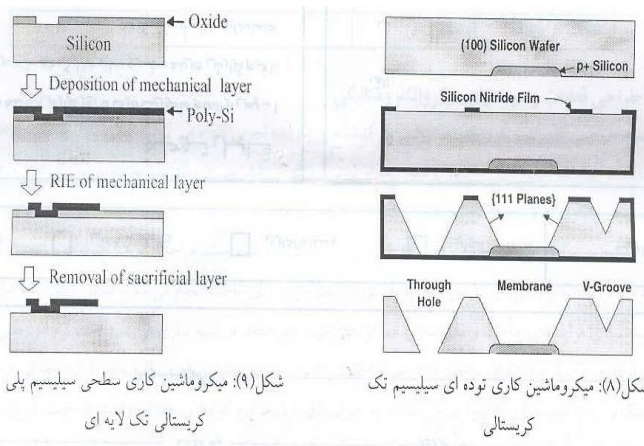 Oxide
Silicon
Deposition of mechanical layer
Poly-Si
RIE of mechanical layer
Removal of sacrificial layer
شکل(۹): میکروماشین کاری سطحی سیلیسیم پلی
کریستالی تک لایه ای
(100) Silicon Wafer
p+ Silicon
Silicon Nitride Film
{111 Planes}
Through
Hole
Membrane
V-Groove
شکل(۸): میکروماشین کاری توده ای سیلیسیم تک
کریستالی